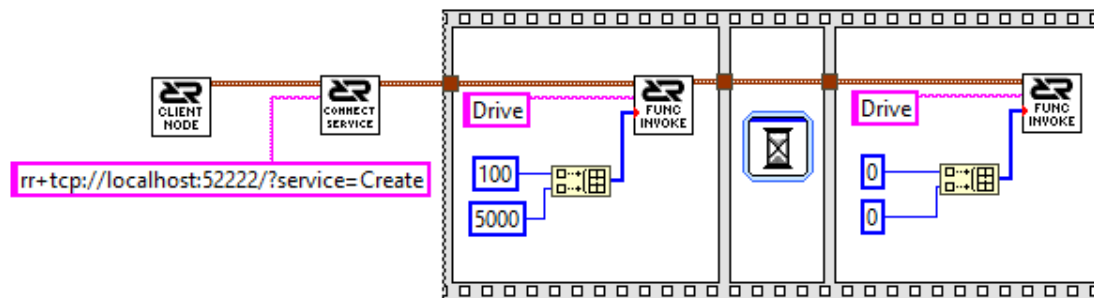 CLIENT
NODE
CONNECT
SERVICE
rr+tcp://localhost:52222/?service=Create
Drive
FUNC
INVOKE
100
5000
Drive
FUNC
INVOKE
0
0